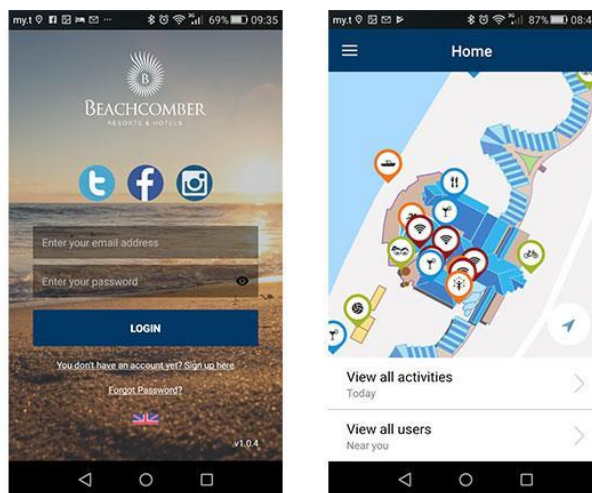 my.t
69% 09:35
B
BEACHCOMBER
RESORTS & HOTELS
Enter your email address
Enter your password
LOGIN
You don't have an account yet? Sign up here
Forgot Password?
v1.0.4
my.t
87% 08:4
Home
View all activities
Today
View all users
Near you